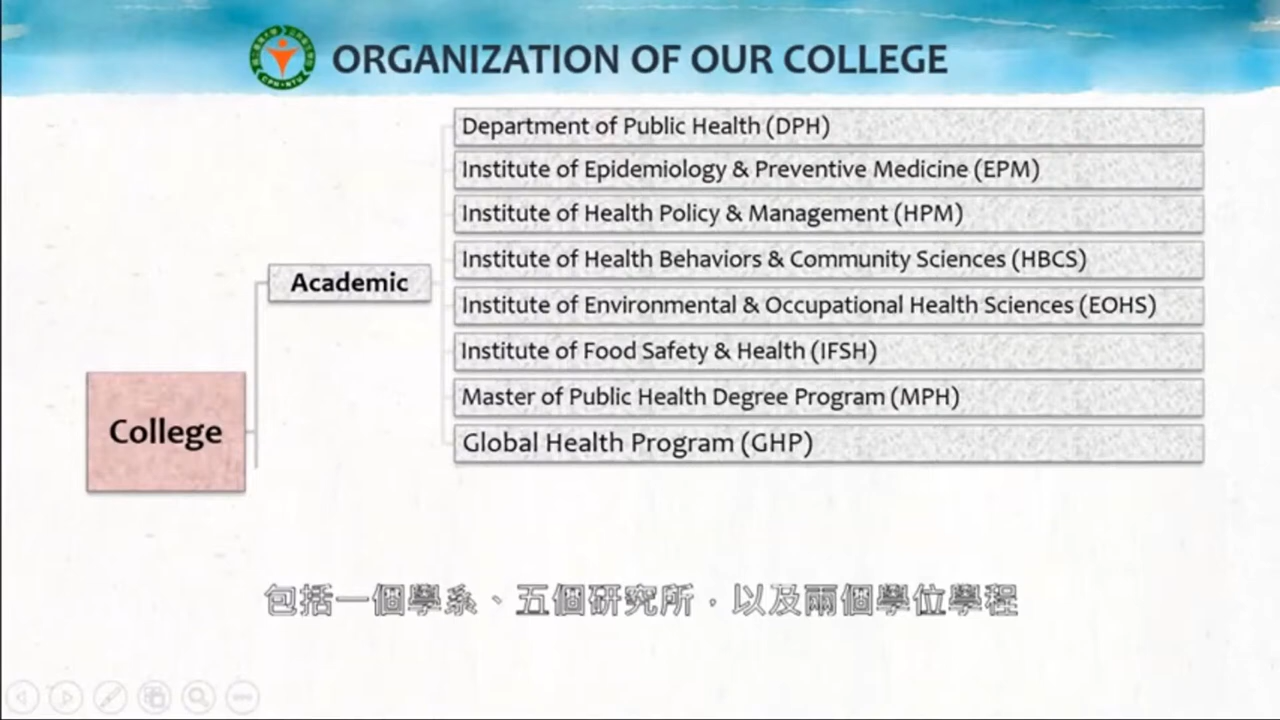 ORGANIZATION OF OUR COLLEGE
Department of Public Health (DPH)
Institute of Epidemiology & Preventive Medicine (EPM)
Institute of Health Policy & Management (HPM)
Institute of Health Behaviors & Community Sciences (HBCS)
Academic
Institute of Environmental & Occupational Health Sciences (EOHS)
Institute of Food Safety & Health (IFSH)
Master of Public Health Degree Program (MPH)
College
Global Health Program (GHP)
包括一個學系、五個研究所，以及兩個學位學程